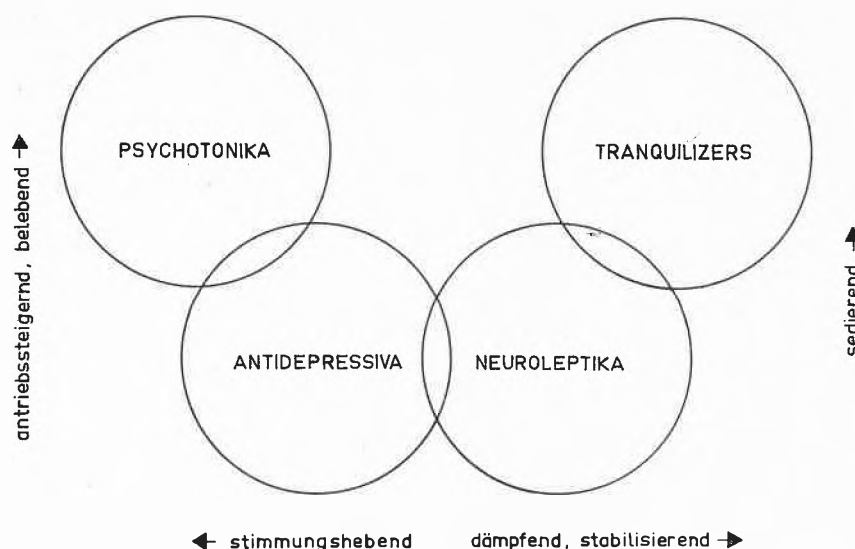 PSYCHOTONIKA
TRANQUILIZERS
antriebssteigernd, belebend
sedierend
ANTIDEPRESSIVA
NEUROLEPTIKA
stimmungshebend
dämpfend, stabilisierend